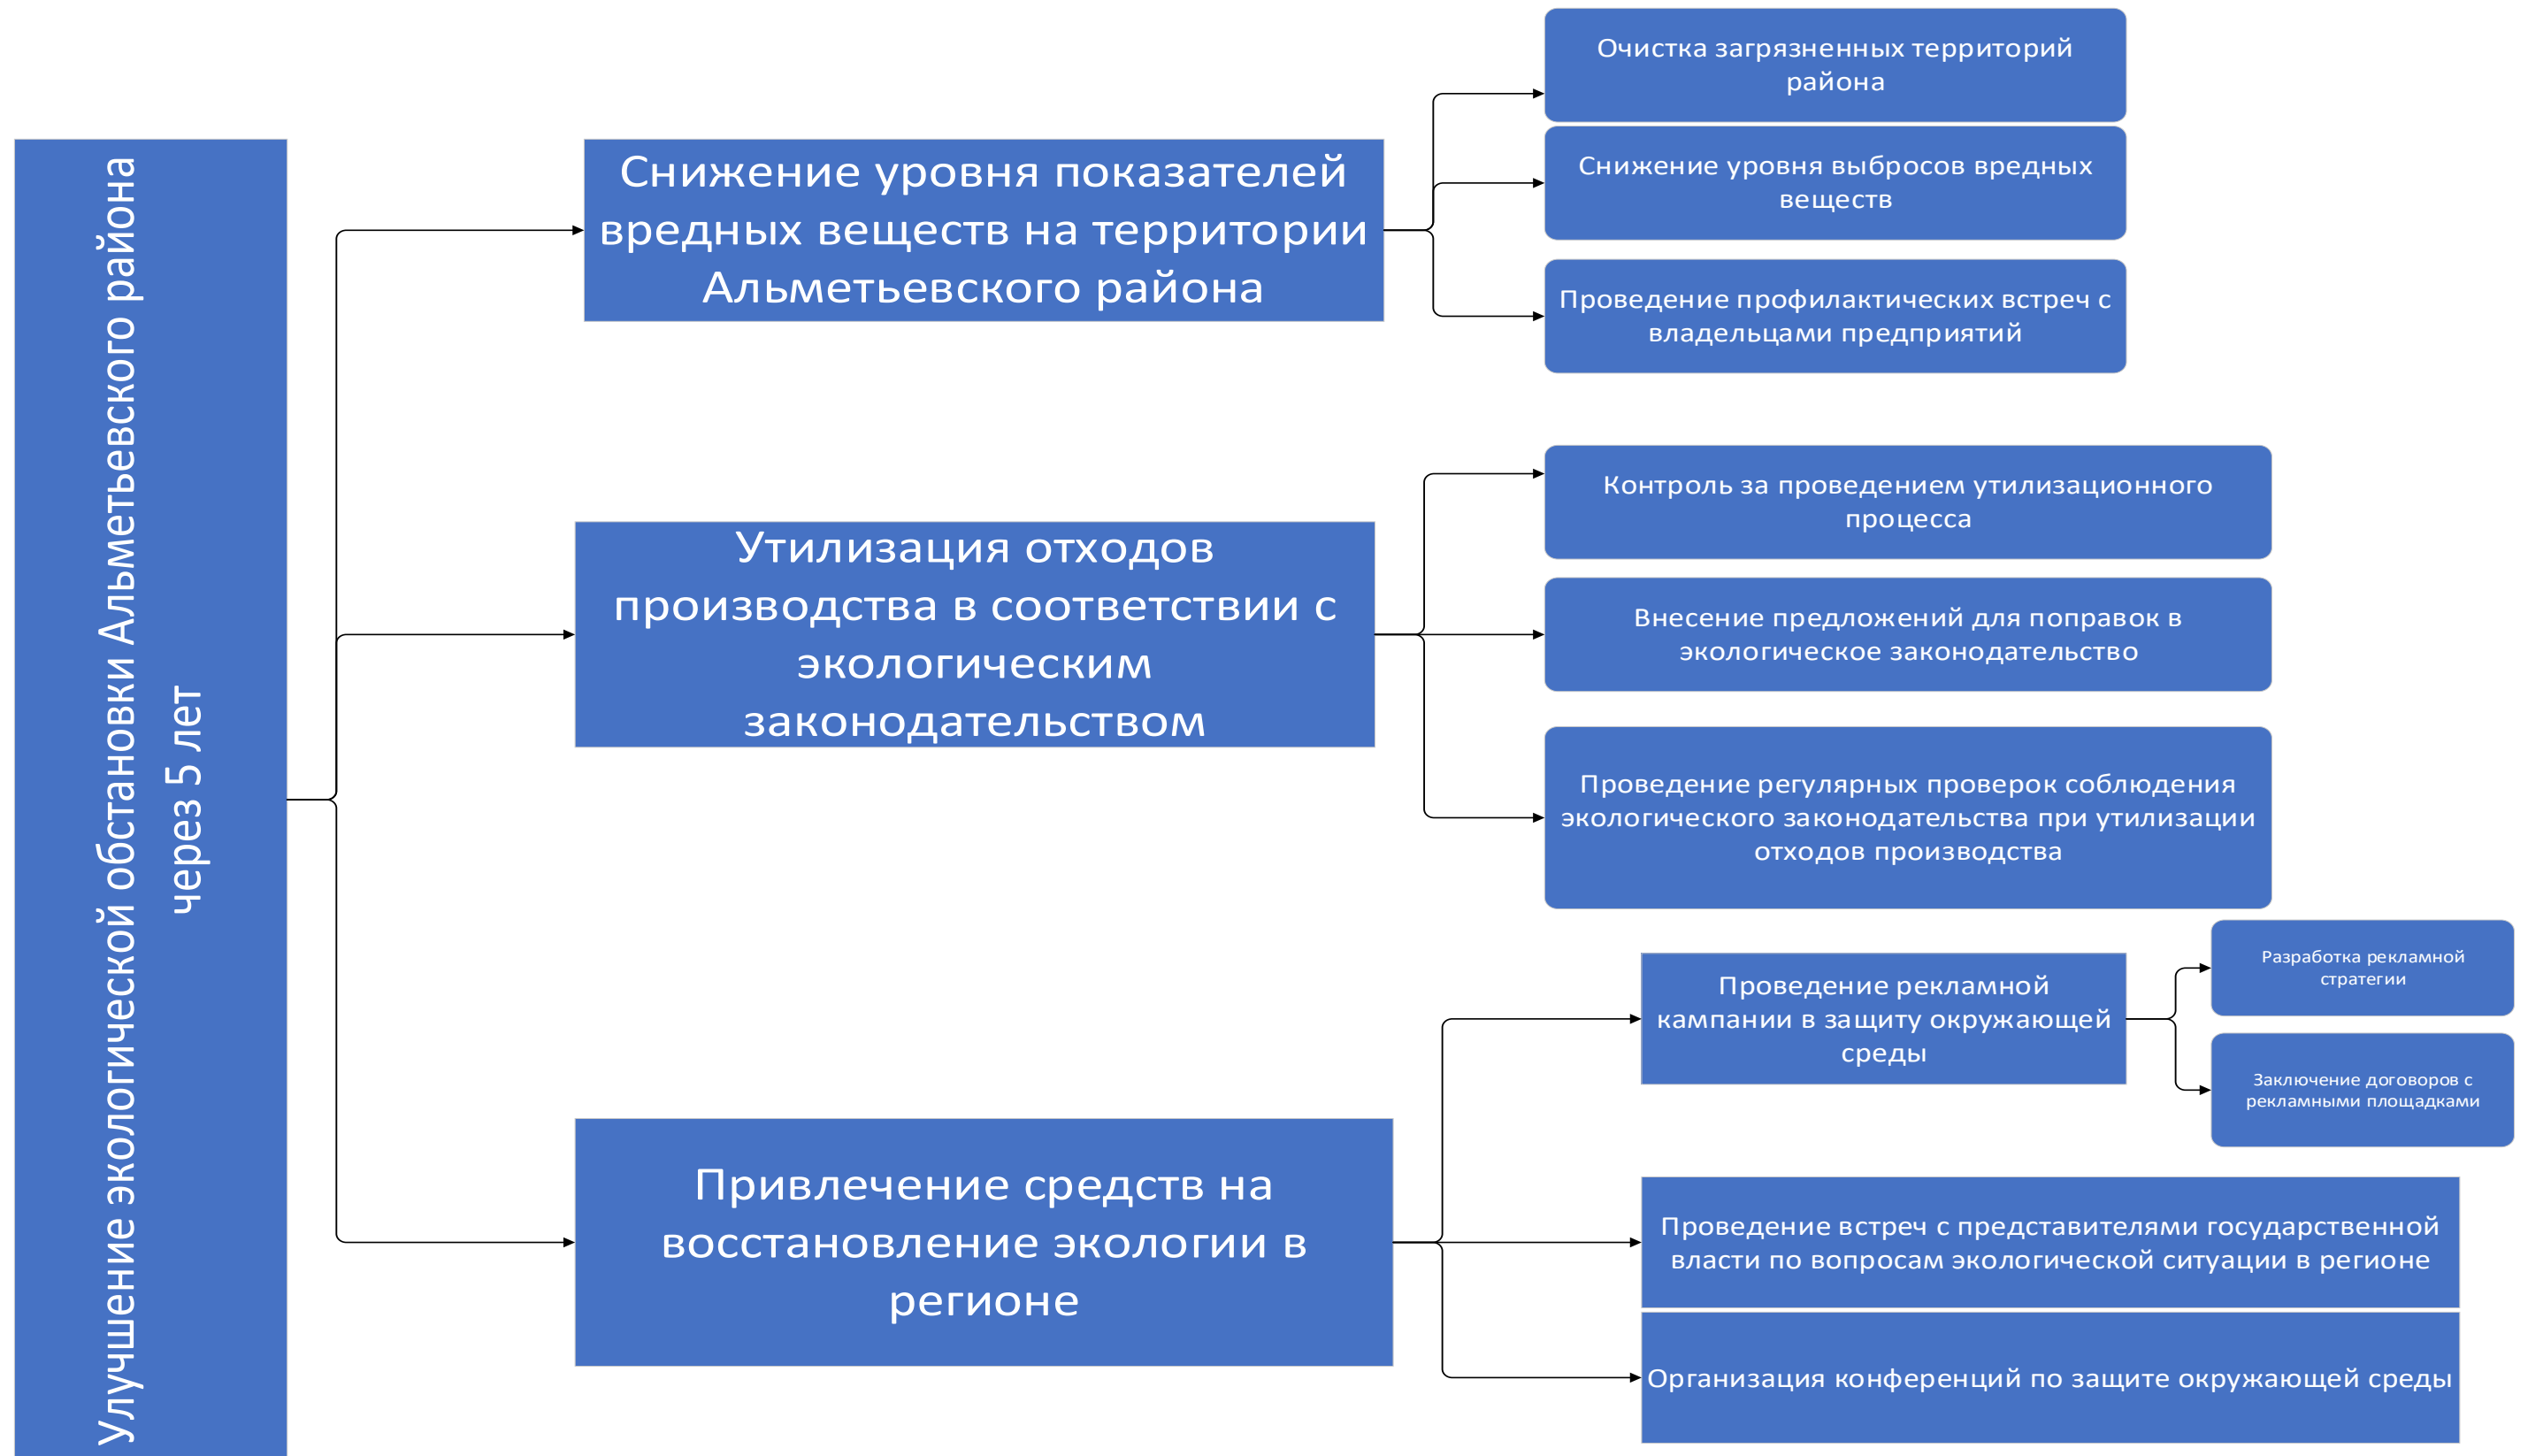 Улучшение экологической обстановки Альметьевского района
через 5 лет
Снижение уровня показателей
вредных веществ на территории
Альметьевского района
Очистка загрязненных территорий
района
Снижение уровня выбросов вредных
веществ
Проведение профилактических встреч с
владельцами предприятий
Утилизация отходов
производства в соответствии с
экологическим
законодательством
Контроль за проведением утилизационного
процесса
Внесение предложений для поправок в
экологическое законодательство
Проведение регулярных проверок соблюдения
экологического законодательства при утилизации
отходов производства
Привлечение средств на
восстановление экологии в
регионе
Проведение рекламной
кампании в защиту окружающей
среды
Разработка рекламной
стратегии
Заключение договоров с
рекламными площадками
Проведение встреч с представителями государственной
власти по вопросам экологической ситуации в регионе
Организация конференций по защите окружающей среды